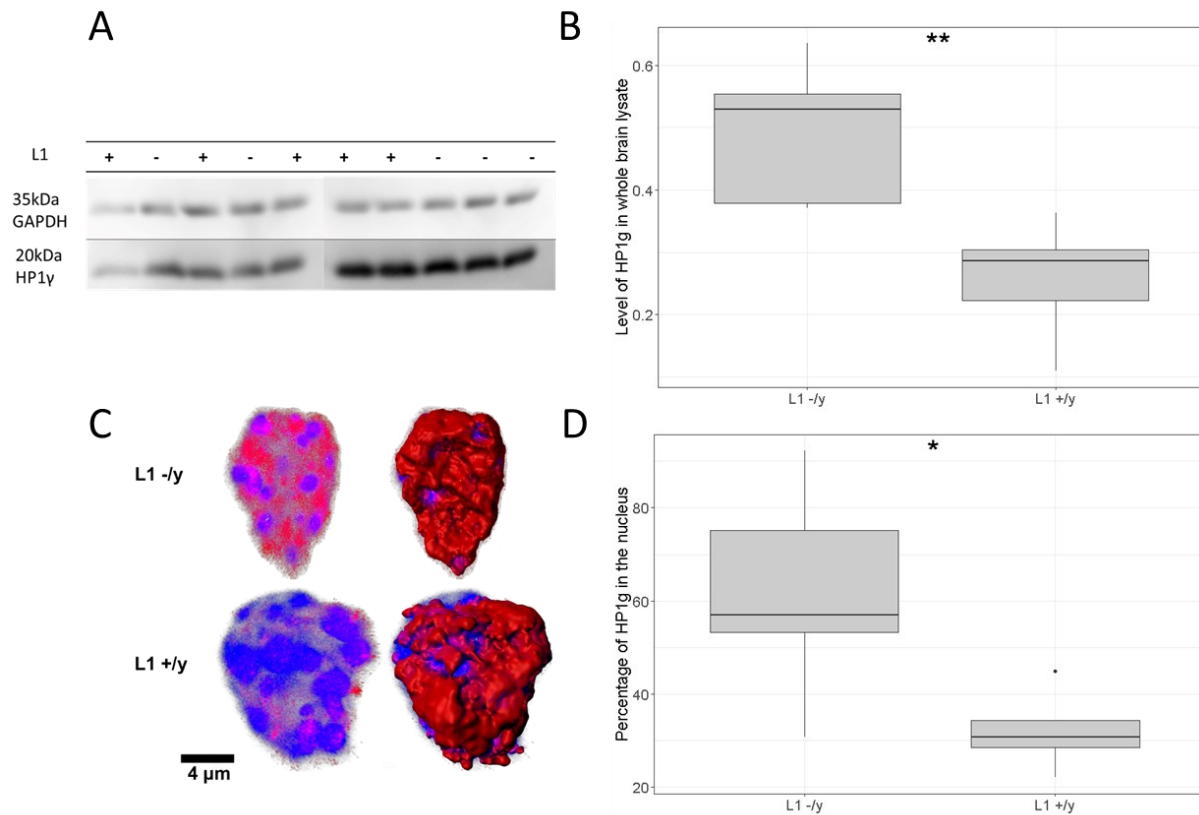 A
L1 + - + - + + + - - -
35kDa
GAPDH
20kDa
HP1γ
B
**
Level of HP1g in whole brain lysate
0.6
0.4
0.2
L1 -/y L1 +/y
C
L1 -/y
L1 +/y
4 µm
D
*
Percentage of HP1g in the nucleus
80
60
40
20
L1 -/y L1 +/y